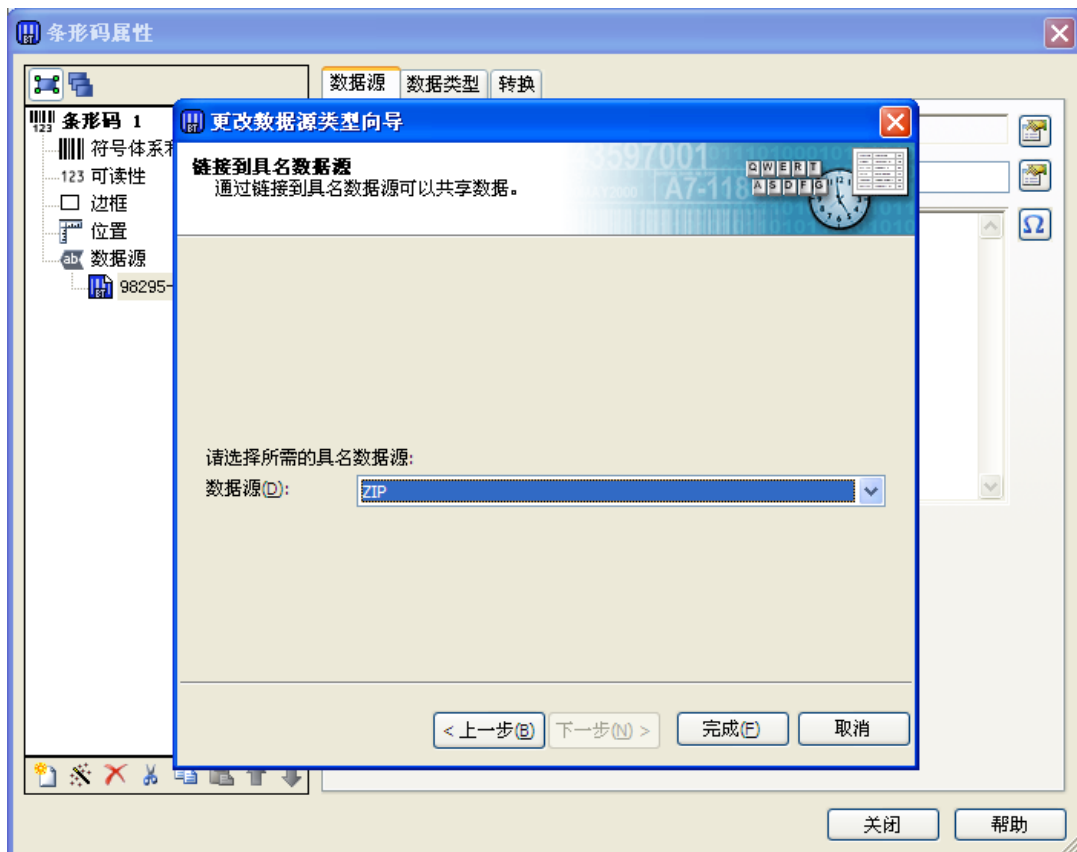 条形码属性
数据源 数据类型 转换
条形码 1
符号体系
123 可读性
边框
位置
数据源
98295-
更改数据源类型向导
链接到具名数据源
通过链接到具名数据源可以共享数据。
3597001
A7-118
QWERT
ASDFG
请选择所需的具名数据源:
数据源(D): ZIP
<上一步(B) 下一步(N)> 完成(F) 取消
关闭 帮助